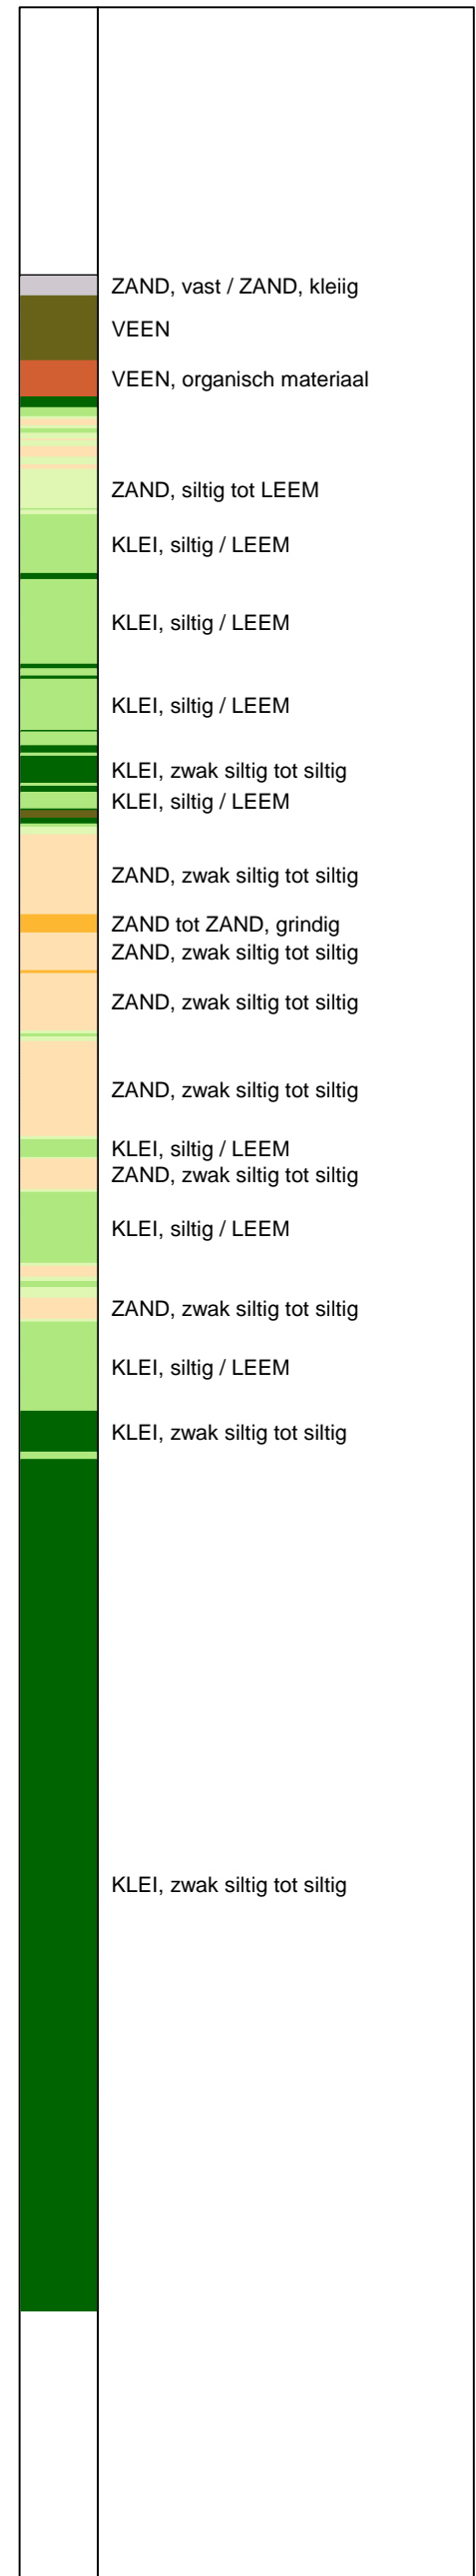 ZAND, vast / ZAND, kleiig
VEEN
VEEN, organisch materiaal
ZAND, siltig tot LEEM
KLEI, siltig / LEEM
KLEI, siltig / LEEM
KLEI, siltig / LEEM
KLEI, zwak siltig tot siltig
KLEI, siltig / LEEM
ZAND, zwak siltig tot siltig
ZAND tot ZAND, grindig
ZAND, zwak siltig tot siltig
ZAND, zwak siltig tot siltig
ZAND, zwak siltig tot siltig
KLEI, siltig / LEEM
ZAND, zwak siltig tot siltig
KLEI, siltig / LEEM
ZAND, zwak siltig tot siltig
KLEI, siltig / LEEM
KLEI, zwak siltig tot siltig
KLEI, zwak siltig tot siltig